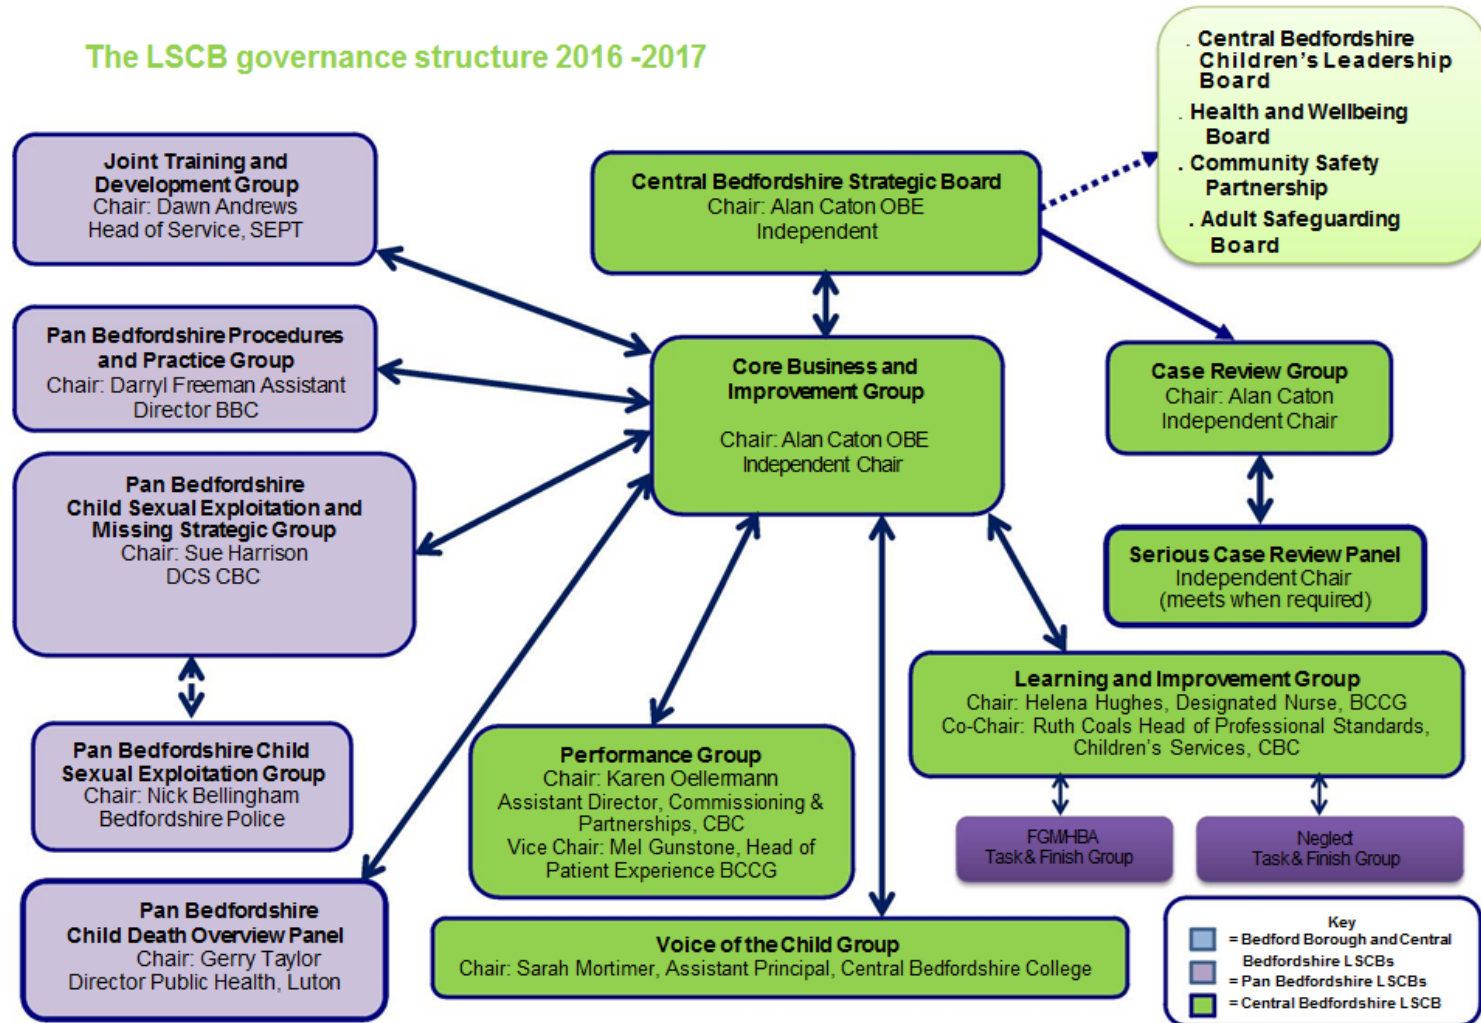 The LSCB governance structure 2016 -2017
. Central Bedfordshire
Children's Leadership
Board
. Health and Wellbeing
Board
. Community Safety
Partnership
. Adult Safeguarding
Board
Joint Training and
Development Group
Chair: Dawn Andrews
Head of Service, SEPT
Central Bedfordshire Strategic Board
Chair: Alan Caton OBE
Independent
Pan Bedfordshire Procedures
and Practice Group
Chair: Darryl Freeman Assistant
Director BBC
Core Business and
Improvement Group
Chair: Alan Caton OBE
Independent Chair
Case Review Group
Chair: Alan Caton
Independent Chair
Pan Bedfordshire
Child Sexual Exploitation and
Missing Strategic Group
Chair: Sue Harrison
DCS CBC
Serious Case Review Panel
Independent Chair
(meets when required)
Learning and Improvement Group
Chair: Helena Hughes, Designated Nurse, BCCG
Co-Chair: Ruth Coals Head of Professional Standards,
Children's Services, CBC
Pan Bedfordshire Child
Sexual Exploitation Group
Chair: Nick Bellingham
Bedfordshire Police
Performance Group
Chair: Karen Oellermann
Assistant Director, Commissioning &
Partnerships, CBC
Vice Chair: Mel Gunstone, Head of
Patient Experience BCCG
FGM/HBA
Task & Finish Group
Neglect
Task & Finish Group
Pan Bedfordshire
Child Death Overview Panel
Chair: Gerry Taylor
Director Public Health, Luton
Voice of the Child Group
Chair: Sarah Mortimer, Assistant Principal, Central Bedfordshire College
Key
= Bedford Borough and Central
Bedfordshire LSCBs
= Pan Bedfordshire LSCBs
= Central Bedfordshire LSCB